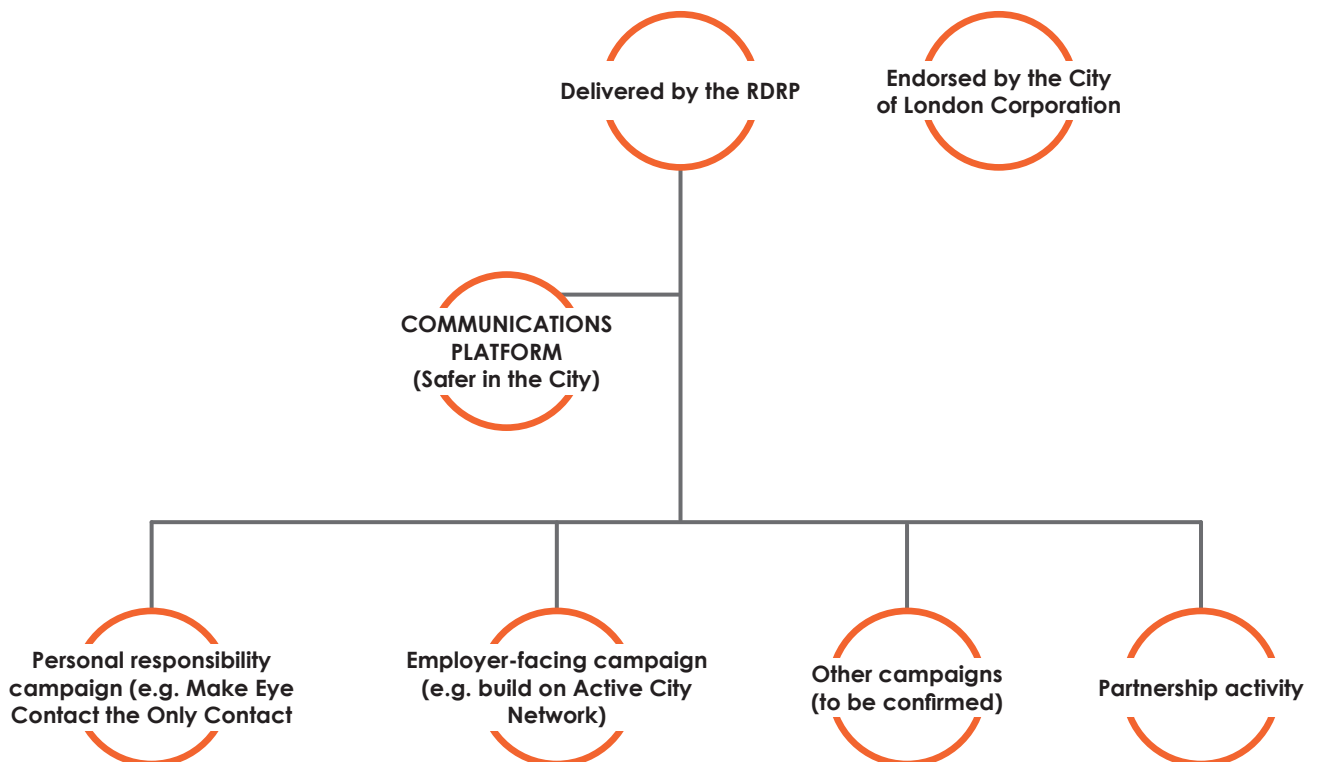 Delivered by the RDRP
Endorsed by the City
of London Corporation
COMMUNICATIONS
PLATFORM
(Safer in the City)
Personal responsibility
campaign (e.g. Make Eye
Contact the Only Contact
Employer-facing campaign
(e.g. build on Active City
Network)
Other campaigns
(to be confirmed)
Partnership activity